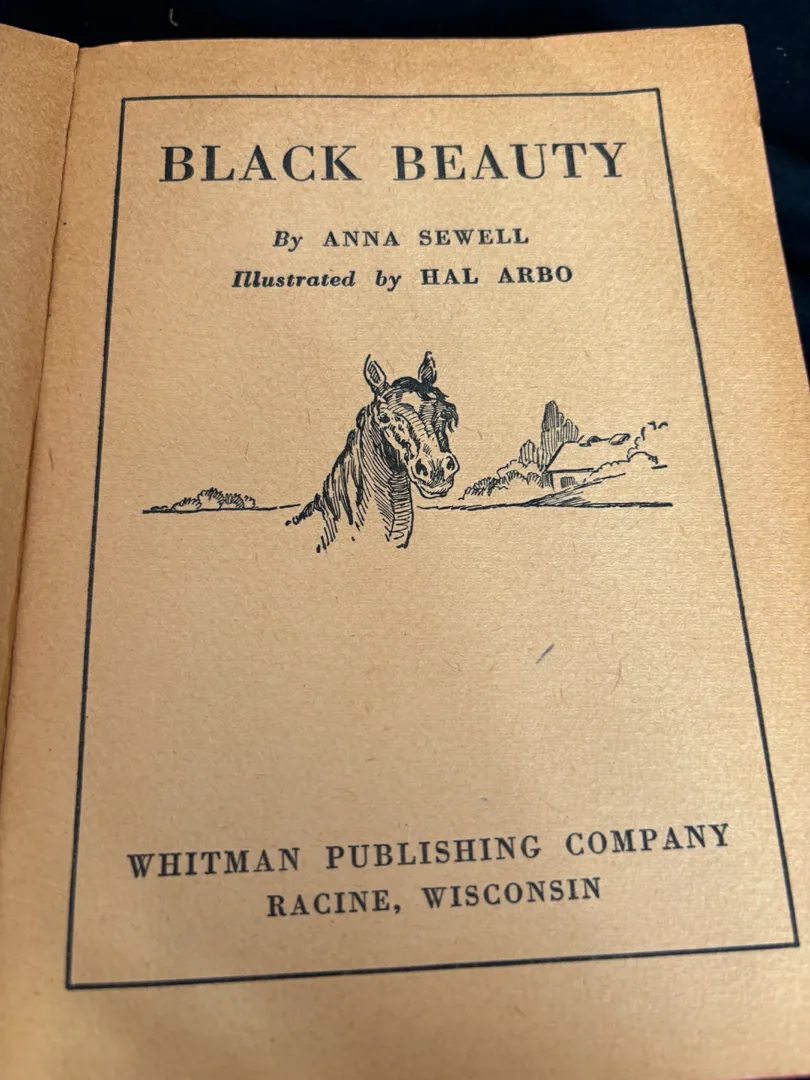 BLACK BEAUTY
By ANNA SEWELL
Illustrated by HAL ARBO
WHITMAN PUBLISHING COMPANY
RACINE, WISCONSIN